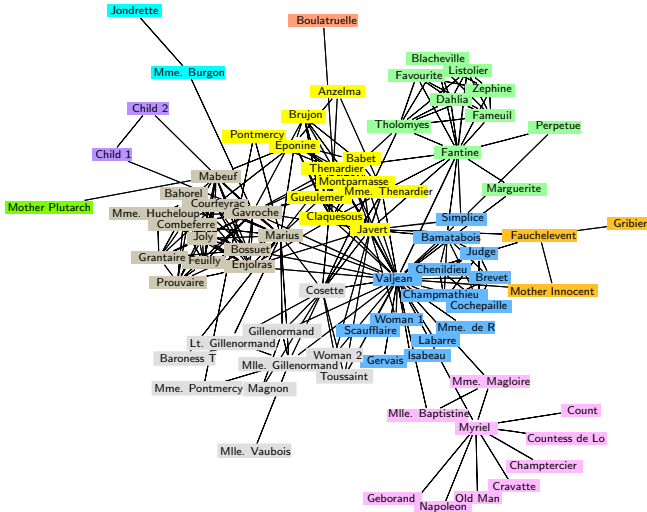 Jondrette
Boulatruelle
Blacheville
Mme. Burgon
Listolier
Favourite
Anzelma
Zephine
Dahlia
Child 2
Brujon
Fameuil
Tholomyes
Perpetue
Pontmercy
Eponine
Child 1
Babet
Fantine
Thenardier
Mabeuf
Montparnasse
Marguerite
Bahorel
Mme. Thenardier
Gueulemer
Mother Plutarch
Courfeyrac
Mme. Hucheloup
Gavroche
Claquesous
Simplice
Gribier
Combeferre
Javert
Joly
Marius
Bamatabois
Fauchelevent
Bossuet
Judge
Grantaire
Feuilly
Enjolras
Chenildieu
Prouvaire
Valjean
Brevet
Cosette
Champmathieu
Mother Innocent
Cochepaille
Woman 1
Gillenormand
Scaufflaire
Mme. de R
Lt. Gillenormand
Labarre
Baroness T
Woman 2
Isabeau
Mlle. Gillenormand
Gervais
Toussaint
Mme. Magloire
Mme. Pontmercy
Magnon
Mlle. Baptistine
Count
Myriel
Countess de Lo
Mlle. Vaubois
Champtercier
Cravatte
Geborand
Old Man
Napoleon